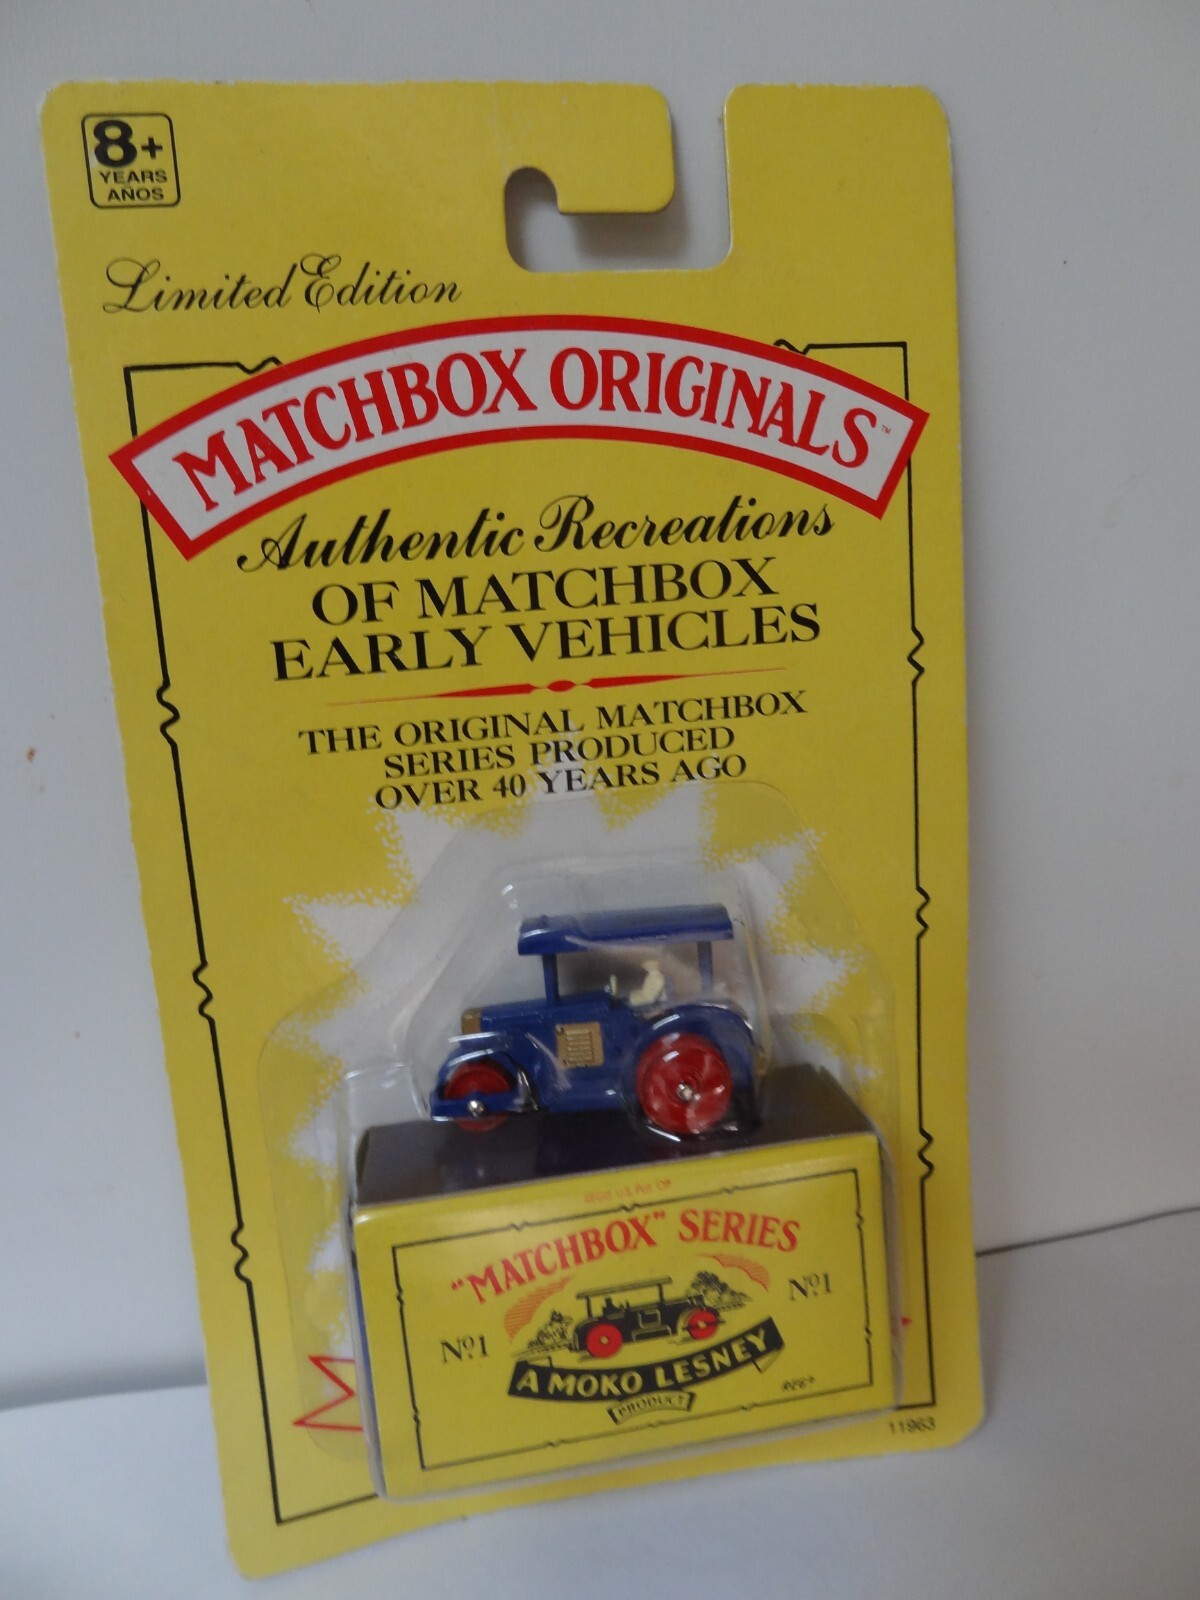 8+
YEARS
AÑOS
Limited Edition
MATCHBOX ORIGINALS™
Authentic Recreations
OF MATCHBOX
EARLY VEHICLES
THE ORIGINAL MATCHBOX
SERIES PRODUCED
OVER 40 YEARS AGO
"MATCHBOX" SERIES
Nº1
Nº1
A MOKO LESNEY
PRODUCT
M
11963